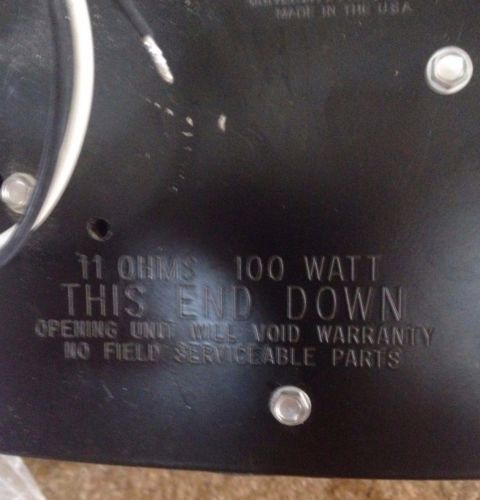 MADE IN THE U.S.A.
11 OHMS 100 WATT
THIS END DOWN
OPENING UNIT WILL VOID WARRANTY
NO FIELD SERVICEABLE PARTS